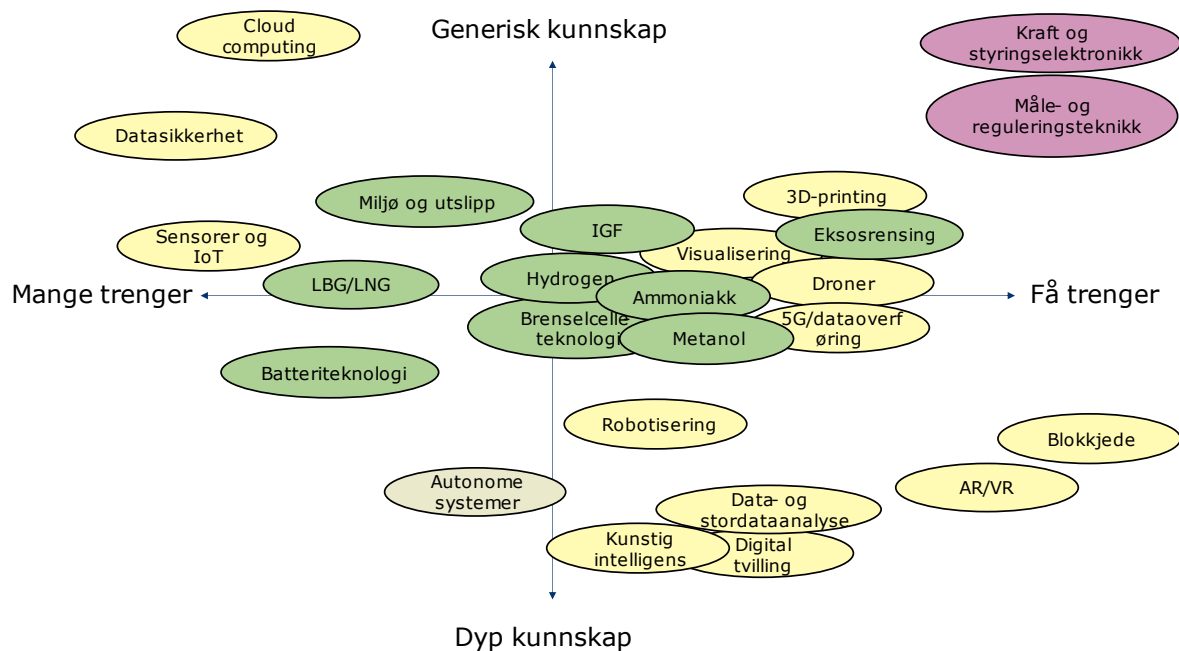 Cloud
computing
Generisk kunnskap
Kraft og
styringselektronikk
Datasikkerhet
Måle- og
reguleringsteknikk
Miljø og utslipp
3D-printing
IGF
Eksosrensing
Sensorer og
IoT
Visualisering
LBG/LNG
Hydrogen
Droner
Mange trenger
Ammoniakk
Få trenger
Brenselcelle
teknologi
Metanol
5G/dataoverf
øring
Batteriteknologi
Robotisering
Blokkjede
Autonome
systemer
AR/VR
Data- og
stordataanalyse
Kunstig
intelligens
Digital
tvilling
Dyp kunnskap